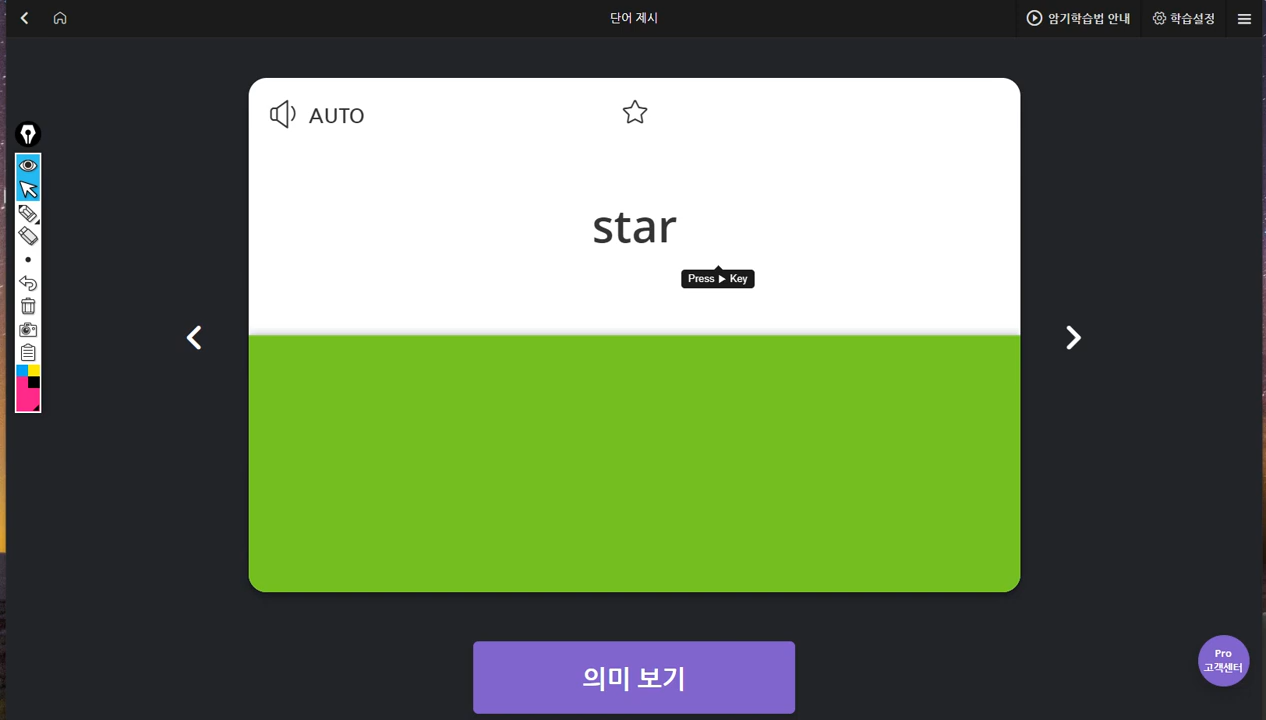 단어 제시
암기학습법 안내
학습설정
AUTO
star
Press ▶ Key
의미 보기
Pro
고객센터